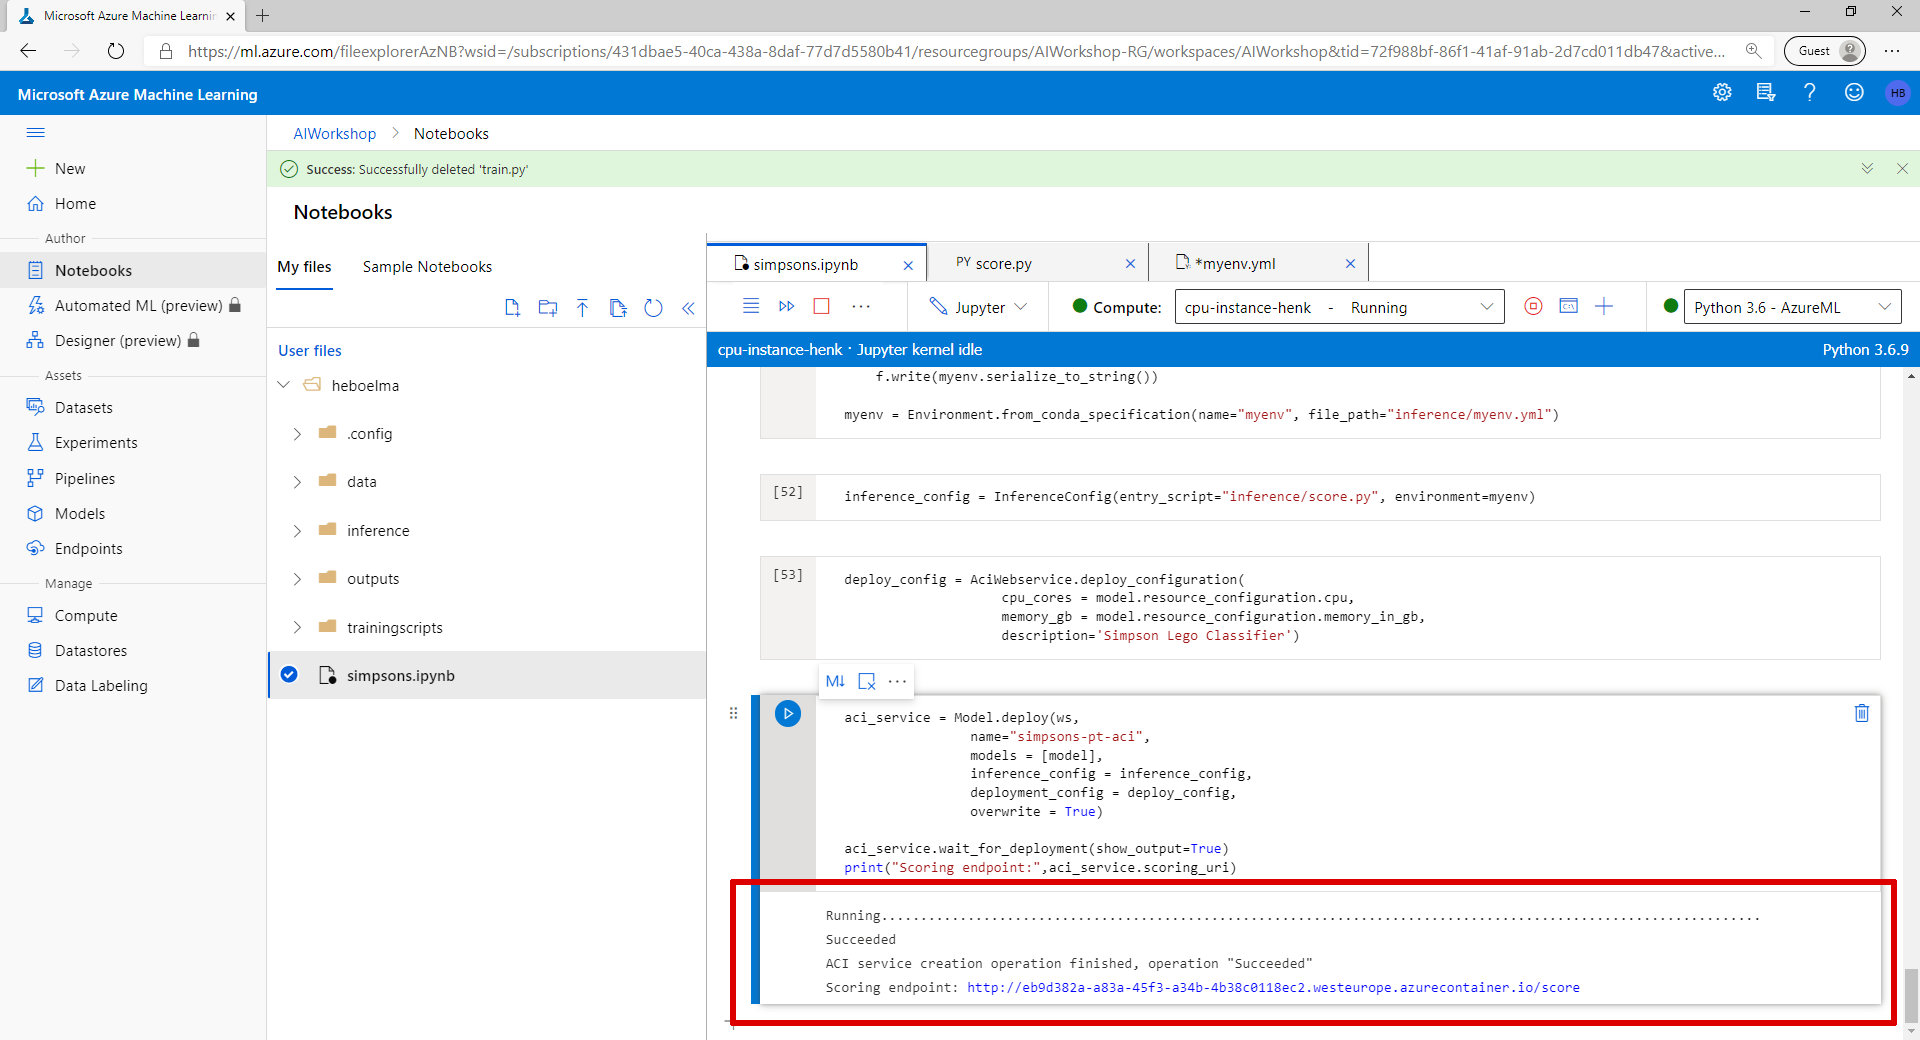 Microsoft Azure Machine Learnin
https://ml.azure.com/fileexplorerAzNB?wsid=/subscriptions/431dbae5-40ca-438a-8daf-77d7d5580b41/resourcegroups/AIWorkshop-RG/workspaces/AIWorkshop&tid=72f988bf-86f1-41af-91ab-2d7cd011db47&active...
Guest
Microsoft Azure Machine Learning
HB
New
Home
Author
Notebooks
Automated ML (preview)
Designer (preview)
Assets
Datasets
Experiments
Pipelines
Models
Endpoints
Manage
Compute
Datastores
Data Labeling
AIWorkshop > Notebooks
Success: Successfully deleted 'train.py'
Notebooks
My files Sample Notebooks
User files
heboelma
.config
data
inference
outputs
trainingscripts
simpsons.ipynb
simpsons.ipynb
PY score.py
*myenv.yml
Jupyter
Compute: cpu-instance-henk - Running
Python 3.6 - AzureML
cpu-instance-henk · Jupyter kernel idle
Python 3.6.9
f.write(myenv.serialize_to_string())
myenv = Environment.from_conda_specification(name="myenv", file_path="inference/myenv.yml")
[52]
inference_config = InferenceConfig(entry_script="inference/score.py", environment=myenv)
[53]
deploy_config = AciWebservice.deploy_configuration(
cpu_cores = model.resource_configuration.cpu,
memory_gb = model.resource_configuration.memory_in_gb,
description='Simpson Lego Classifier')
M↓
aci_service = Model.deploy(ws,
name="simpsons-pt-aci",
models = [model],
inference_config = inference_config,
deployment_config = deploy_config,
overwrite = True)
aci_service.wait_for_deployment(show_output=True)
print("Scoring endpoint:",aci_service.scoring_uri)
Running................................................................................................................
Succeeded
ACI service creation operation finished, operation "Succeeded"
Scoring endpoint: http://eb9d382a-a83a-45f3-a34b-4b38c0118ec2.westeurope.azurecontainer.io/score